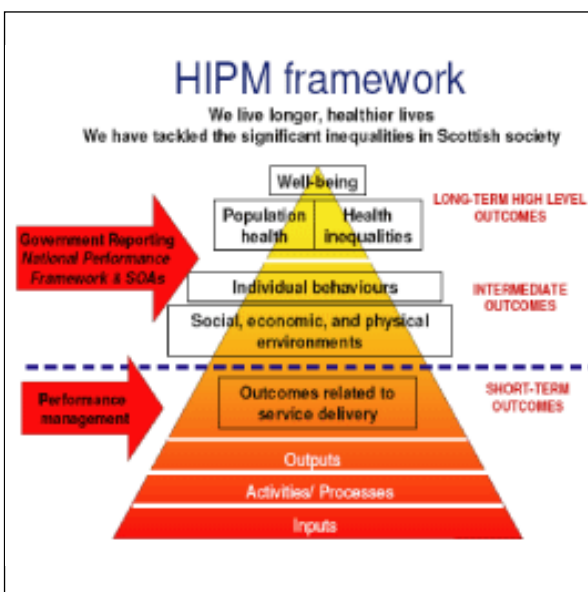 HIPM framework
We live longer, healthier lives
We have tackled the significant inequalities in Scottish society
Well-being
LONG-TERM HIGH LEVEL
OUTCOMES
Population
health
Health
inequalities
Government Reporting
National Performance
Framework & SOAs
Individual behaviours
INTERMEDIATE
OUTCOMES
Social, economic, and physical
environments
Performance
management
Outcomes related to
service delivery
SHORT-TERM
OUTCOMES
Outputs
Activities/ Processes
Inputs